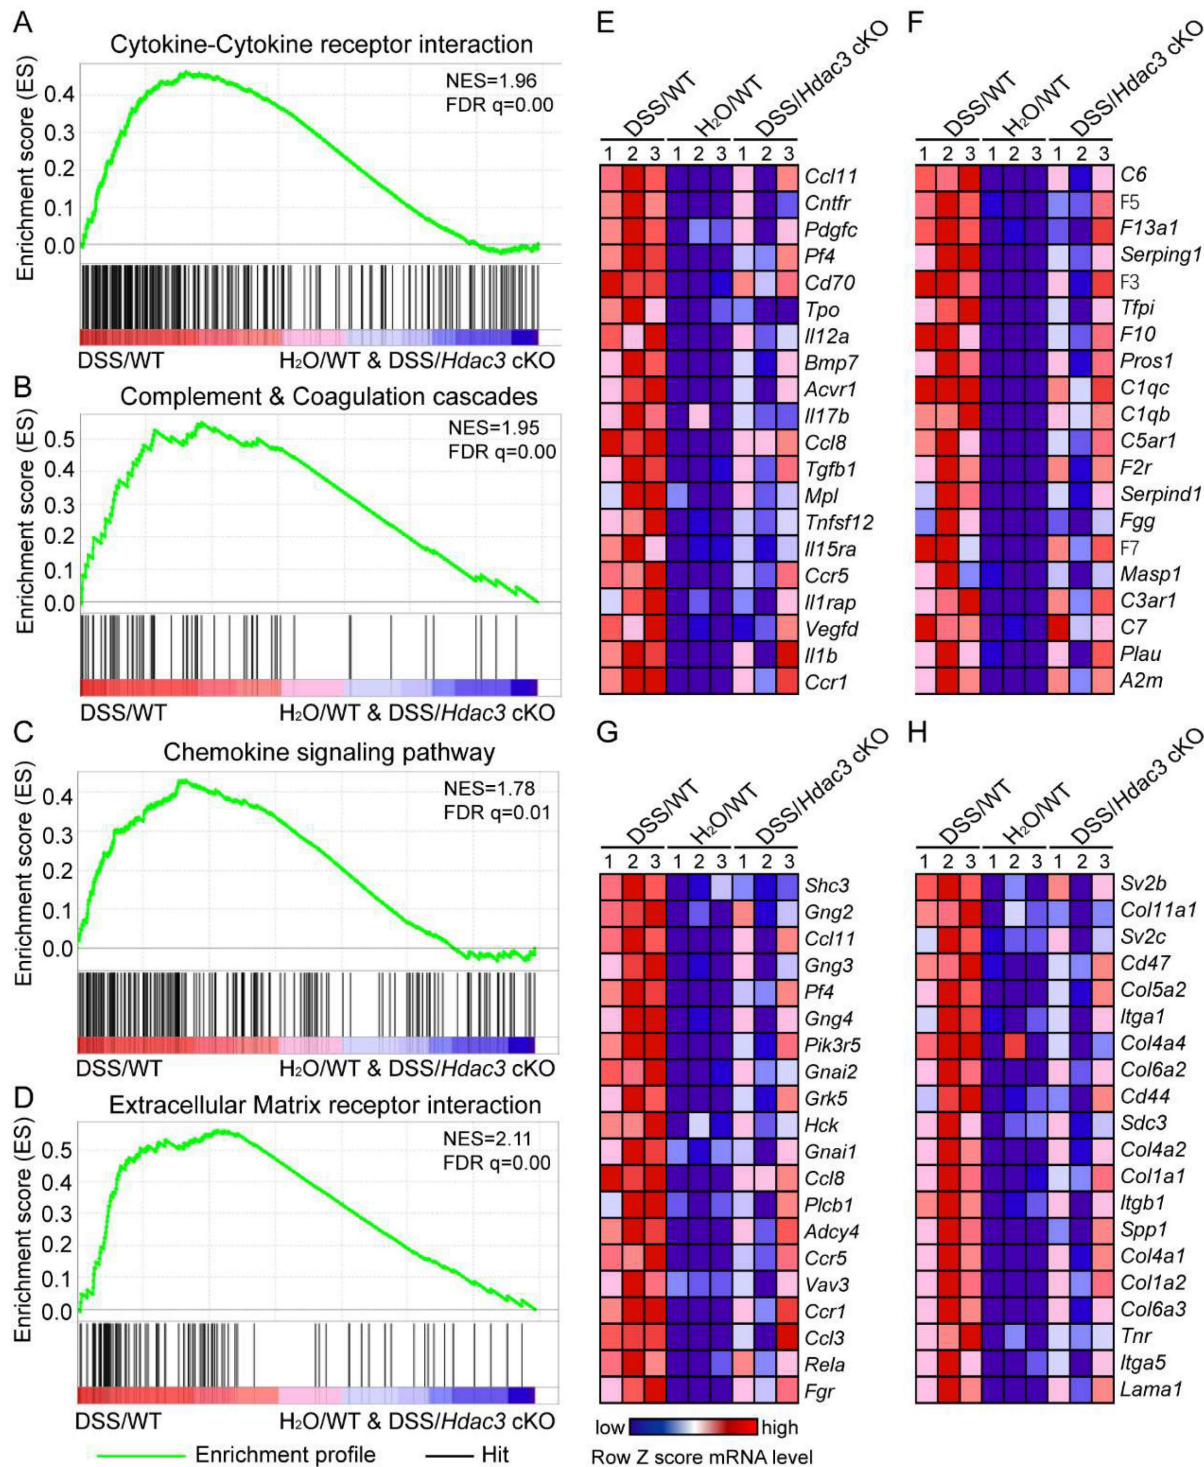 A
Cytokine-Cytokine receptor interaction
Enrichment score (ES)
0.4
0.3
0.2
0.1
0.0
NES=1.96
FDR q=0.00
DSS/WT
H₂O/WT & DSS/Hdac3 cKO
B
Complement & Coagulation cascades
Enrichment score (ES)
0.5
0.4
0.3
0.2
0.1
0.0
NES=1.95
FDR q=0.00
DSS/WT
H₂O/WT & DSS/Hdac3 cKO
C
Chemokine signaling pathway
Enrichment score (ES)
0.4
0.3
0.2
0.1
0.0
NES=1.78
FDR q=0.01
DSS/WT
H₂O/WT & DSS/Hdac3 cKO
D
Extracellular Matrix receptor interaction
Enrichment score (ES)
0.5
0.4
0.3
0.2
0.1
0.0
NES=2.11
FDR q=0.00
DSS/WT
H₂O/WT & DSS/Hdac3 cKO
Enrichment profile
Hit
E
DSS/WT
H₂O/WT
DSS/Hdac3 cKO
1 2 3 1 2 3 1 2 3
Ccl11
Cntfr
Pdgfc
Pf4
Cd70
Tpo
Il12a
Bmp7
Acvr1
Il17b
Ccl8
Tgfb1
Mpl
Tnfsf12
Il15ra
Ccr5
Il1rap
Vegfd
Il1b
Ccr1
F
DSS/WT
H₂O/WT
DSS/Hdac3 cKO
1 2 3 1 2 3 1 2 3
C6
F5
F13a1
Serping1
F3
Tfpi
F10
Pros1
C1qc
C1qb
C5ar1
F2r
Serpind1
Fgg
F7
Masp1
C3ar1
C7
Plau
A2m
G
DSS/WT
H₂O/WT
DSS/Hdac3 cKO
1 2 3 1 2 3 1 2 3
Shc3
Gng2
Ccl11
Gng3
Pf4
Gng4
Pik3r5
Gnai2
Grk5
Hck
Gnai1
Ccl8
Plcb1
Adcy4
Ccr5
Vav3
Ccr1
Ccl3
Rela
Fgr
low
high
Row Z score mRNA level
H
DSS/WT
H₂O/WT
DSS/Hdac3 cKO
1 2 3 1 2 3 1 2 3
Sv2b
Col11a1
Sv2c
Cd47
Col5a2
Itga1
Col4a4
Col6a2
Cd44
Sdc3
Col4a2
Col1a1
Itgb1
Spp1
Col4a1
Col1a2
Col6a3
Tnr
Itga5
Lama1